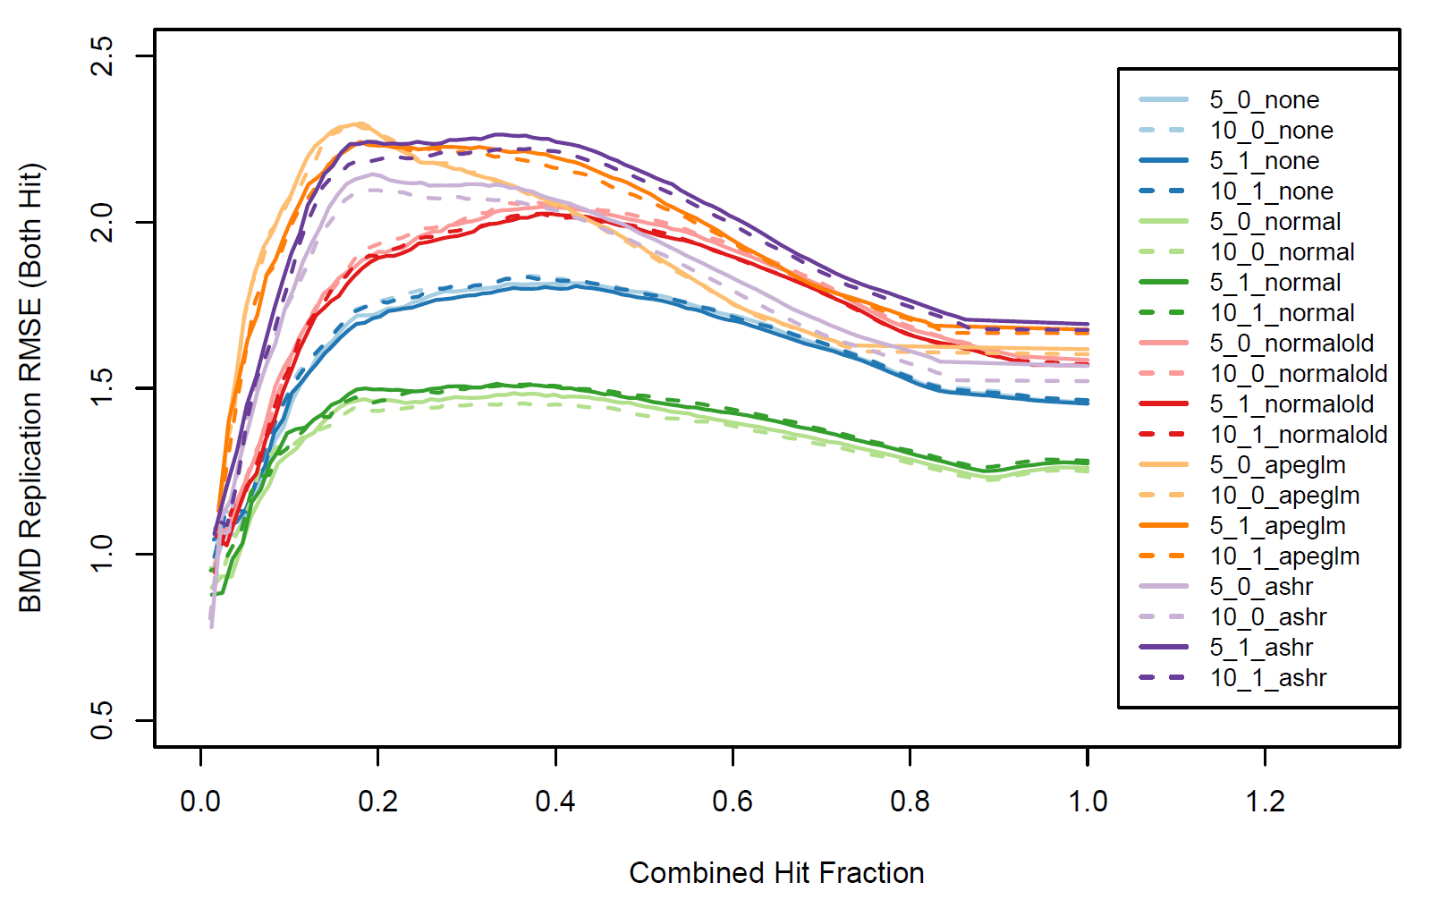 BMD Replication RMSE (Both Hit)
2.5
2.0
1.5
1.0
0.5
0.0 0.2 0.4 0.6 0.8 1.0 1.2
Combined Hit Fraction
5_0_none
10_0_none
5_1_none
10_1_none
5_0_normal
10_0_normal
5_1_normal
10_1_normal
5_0_normalold
10_0_normalold
5_1_normalold
10_1_normalold
5_0_apeglm
10_0_apeglm
5_1_apeglm
10_1_apeglm
5_0_ashr
10_0_ashr
5_1_ashr
10_1_ashr